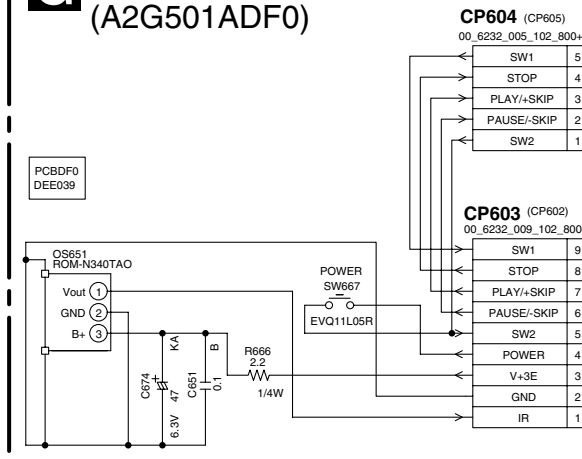 (A2G501ADF0)
CP604 (CP605)
00_6232_005_102_800+
SW1 5
STOP 4
PLAY/+SKIP 3
PAUSE/-SKIP 2
SW2 1
PCBDF0
DEE039
CP603 (CP602)
00_6232_009_102_800
SW1 9
STOP 8
PLAY/+SKIP 7
PAUSE/-SKIP 6
SW2 5
POWER 4
V+3E 3
GND 2
IR 1
OS651
ROM-N340TAO
Vout 1
GND 2
B+ 3
POWER
SW667
EVQ11L05R
C674
+
47
KA
6.3V
C651
0.1
B
R666
2.2
1/4W